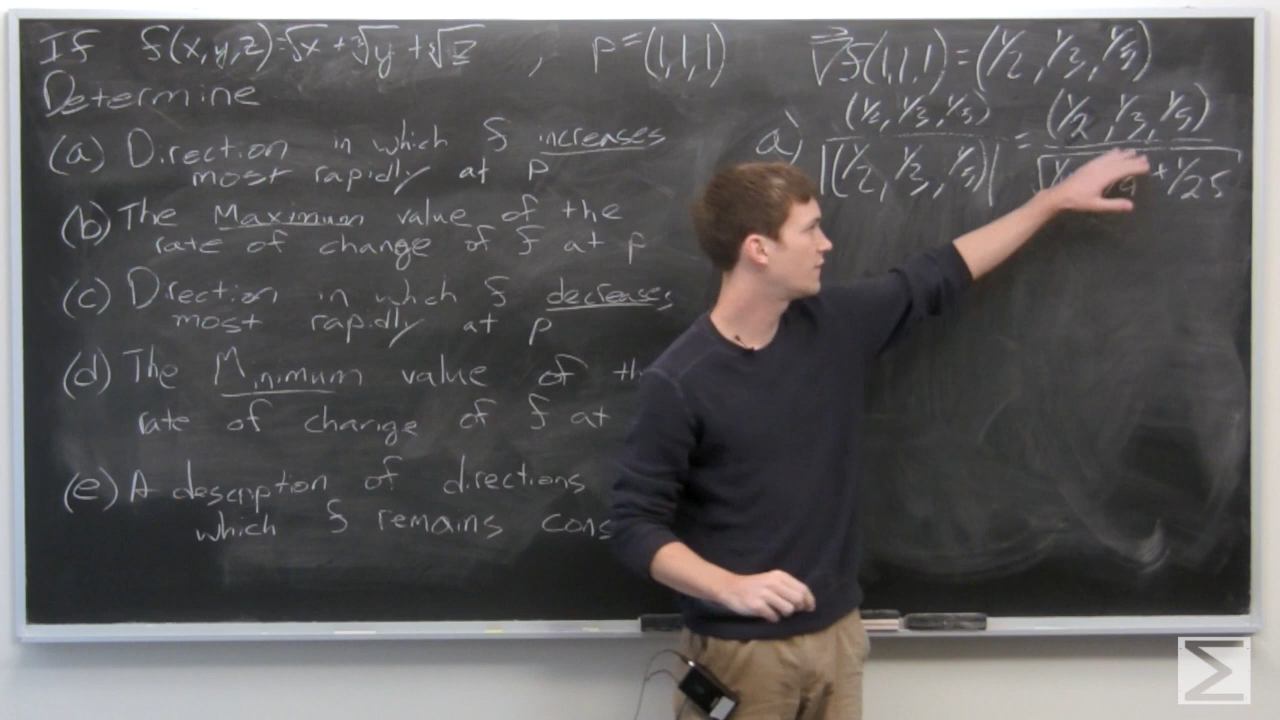 If f(x,y,z)=√x + ∛y + ⁵√z , p=(1,1,1)
Determine
(a) Direction in which f increases
most rapidly at p
(b) The Maximum value of the
rate of change of f at p
(c) Direction in which f decreases
most rapidly at p
(d) The Minimum value of
rate of change of f at
(e) A description of directions
which f remains
∇f(1,1,1)=(1/2, 1/3, 1/5)
a) (1/2, 1/3, 1/5) / |(1/2, 1/3, 1/5)| = (1/2, 1/3, 1/5) / √ + 1/25